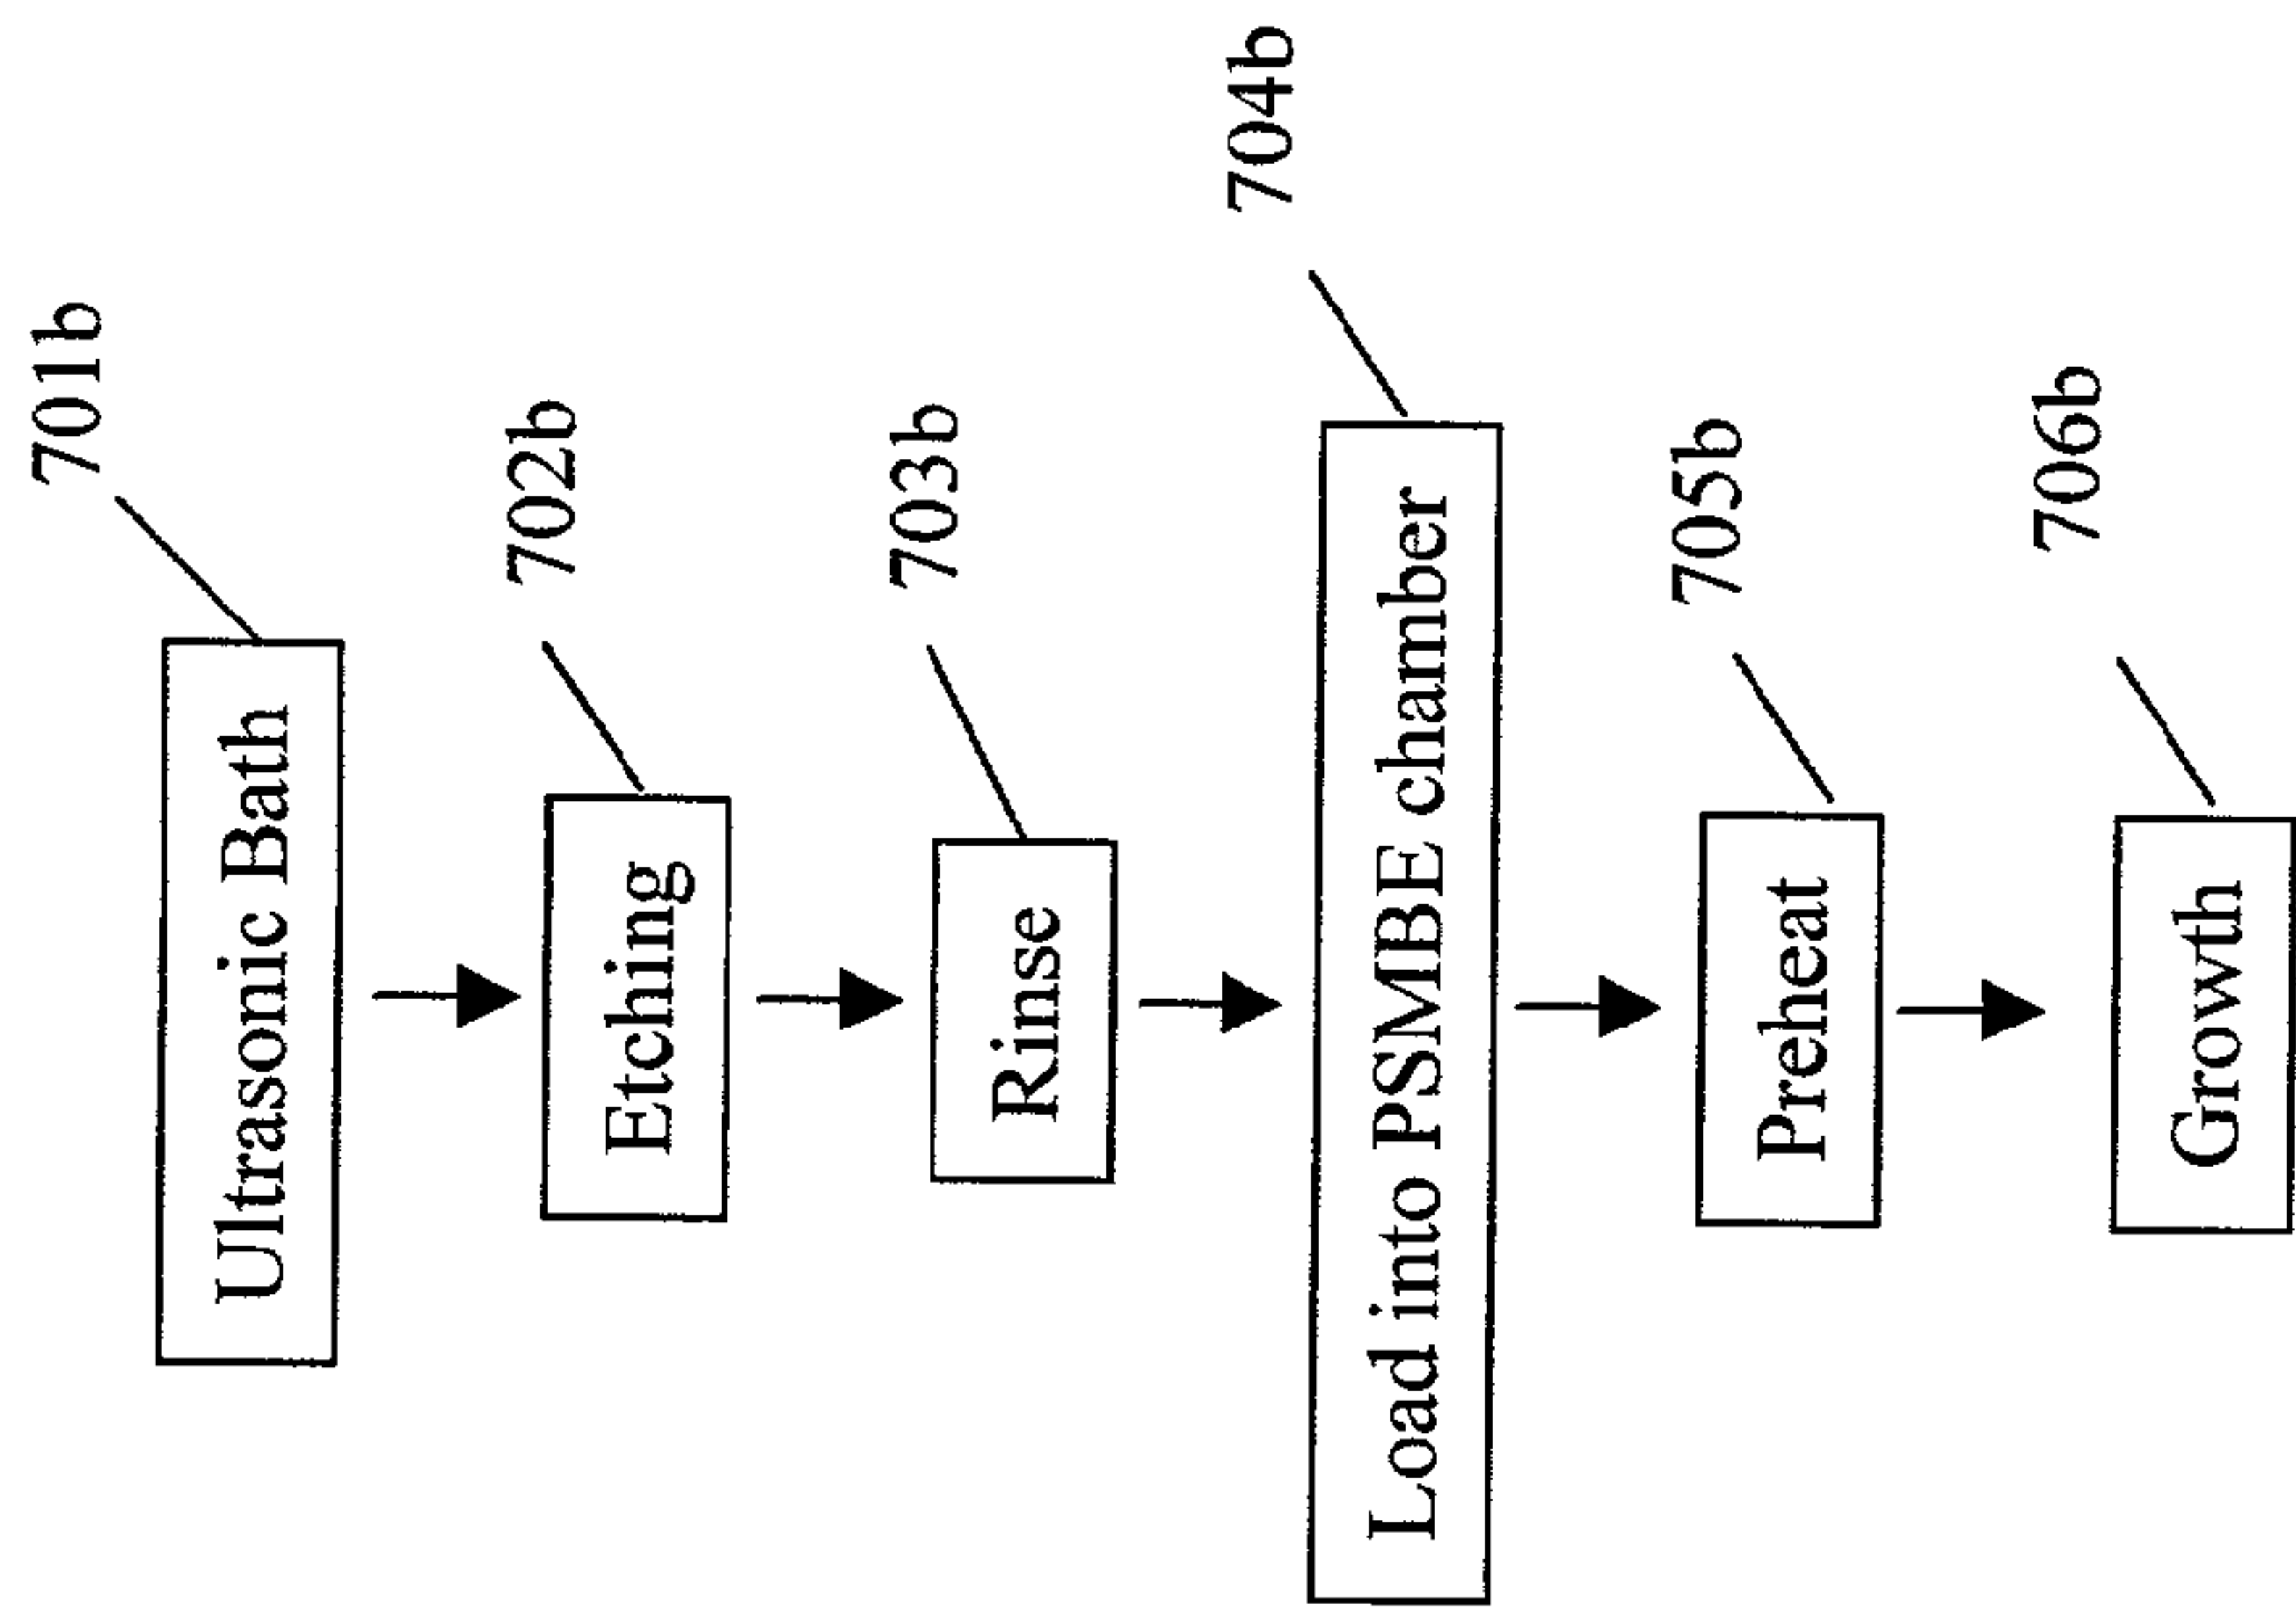 701b
Ultrasonic Bath
702b
Etching
703b
Rinse
704b
Load into PSMBE chamber
705b
Preheat
706b
Growth